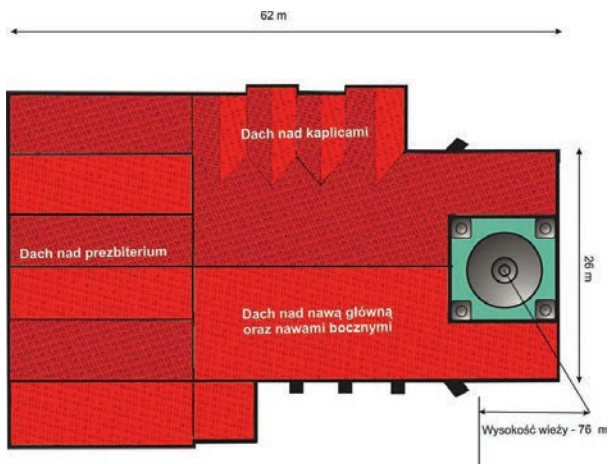 62 m
Dach nad kaplicami
Dach nad prezbiterium
26 m
Dach nad nawą główną
oraz nawami bocznymi
Wysokość wieży - 76 m